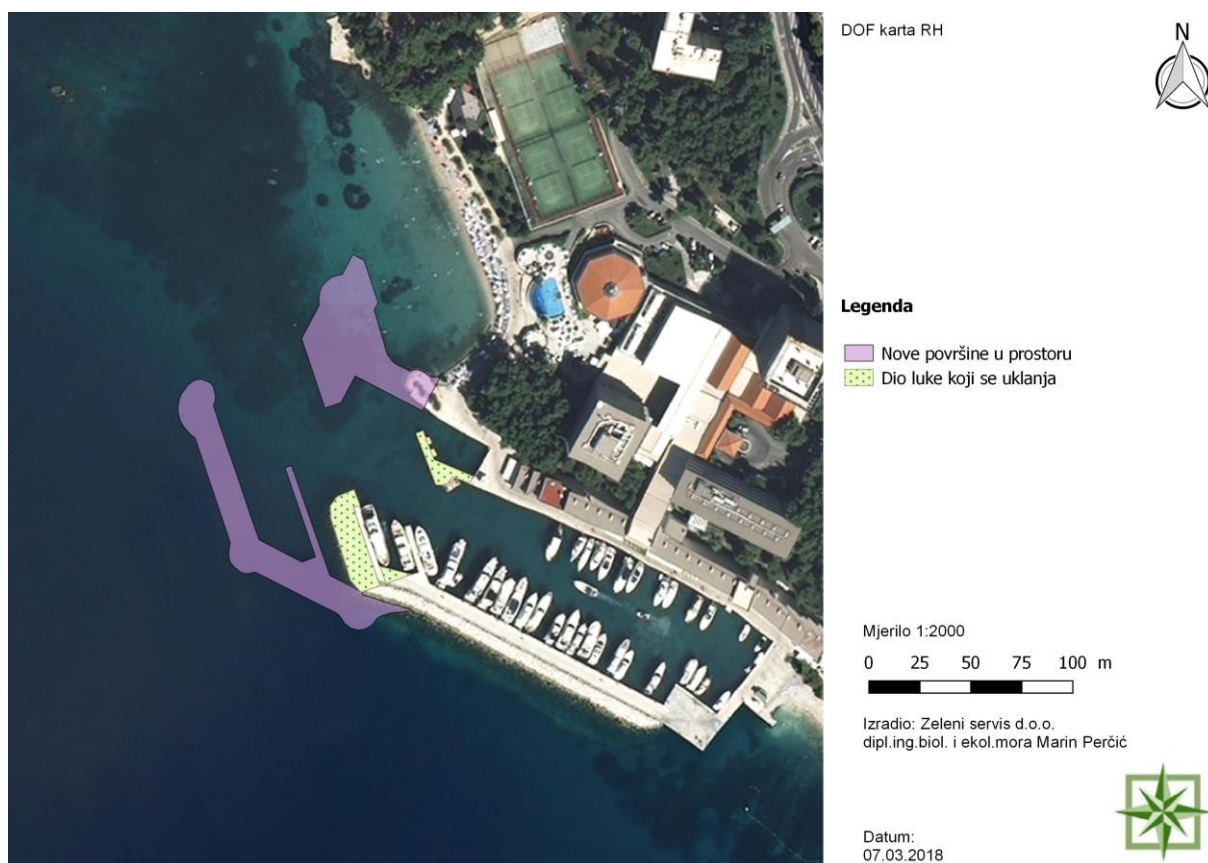 DOF karta RH
N
Legenda
Nove površine u prostoru
Dio luke koji se uklanja
Mjerilo 1:2000
0 25 50 75 100 m
Izradio: Zeleni servis d.o.o.
dipl.ing.biol. i ekol.mora Marin Perčić
Datum:
07.03.2018